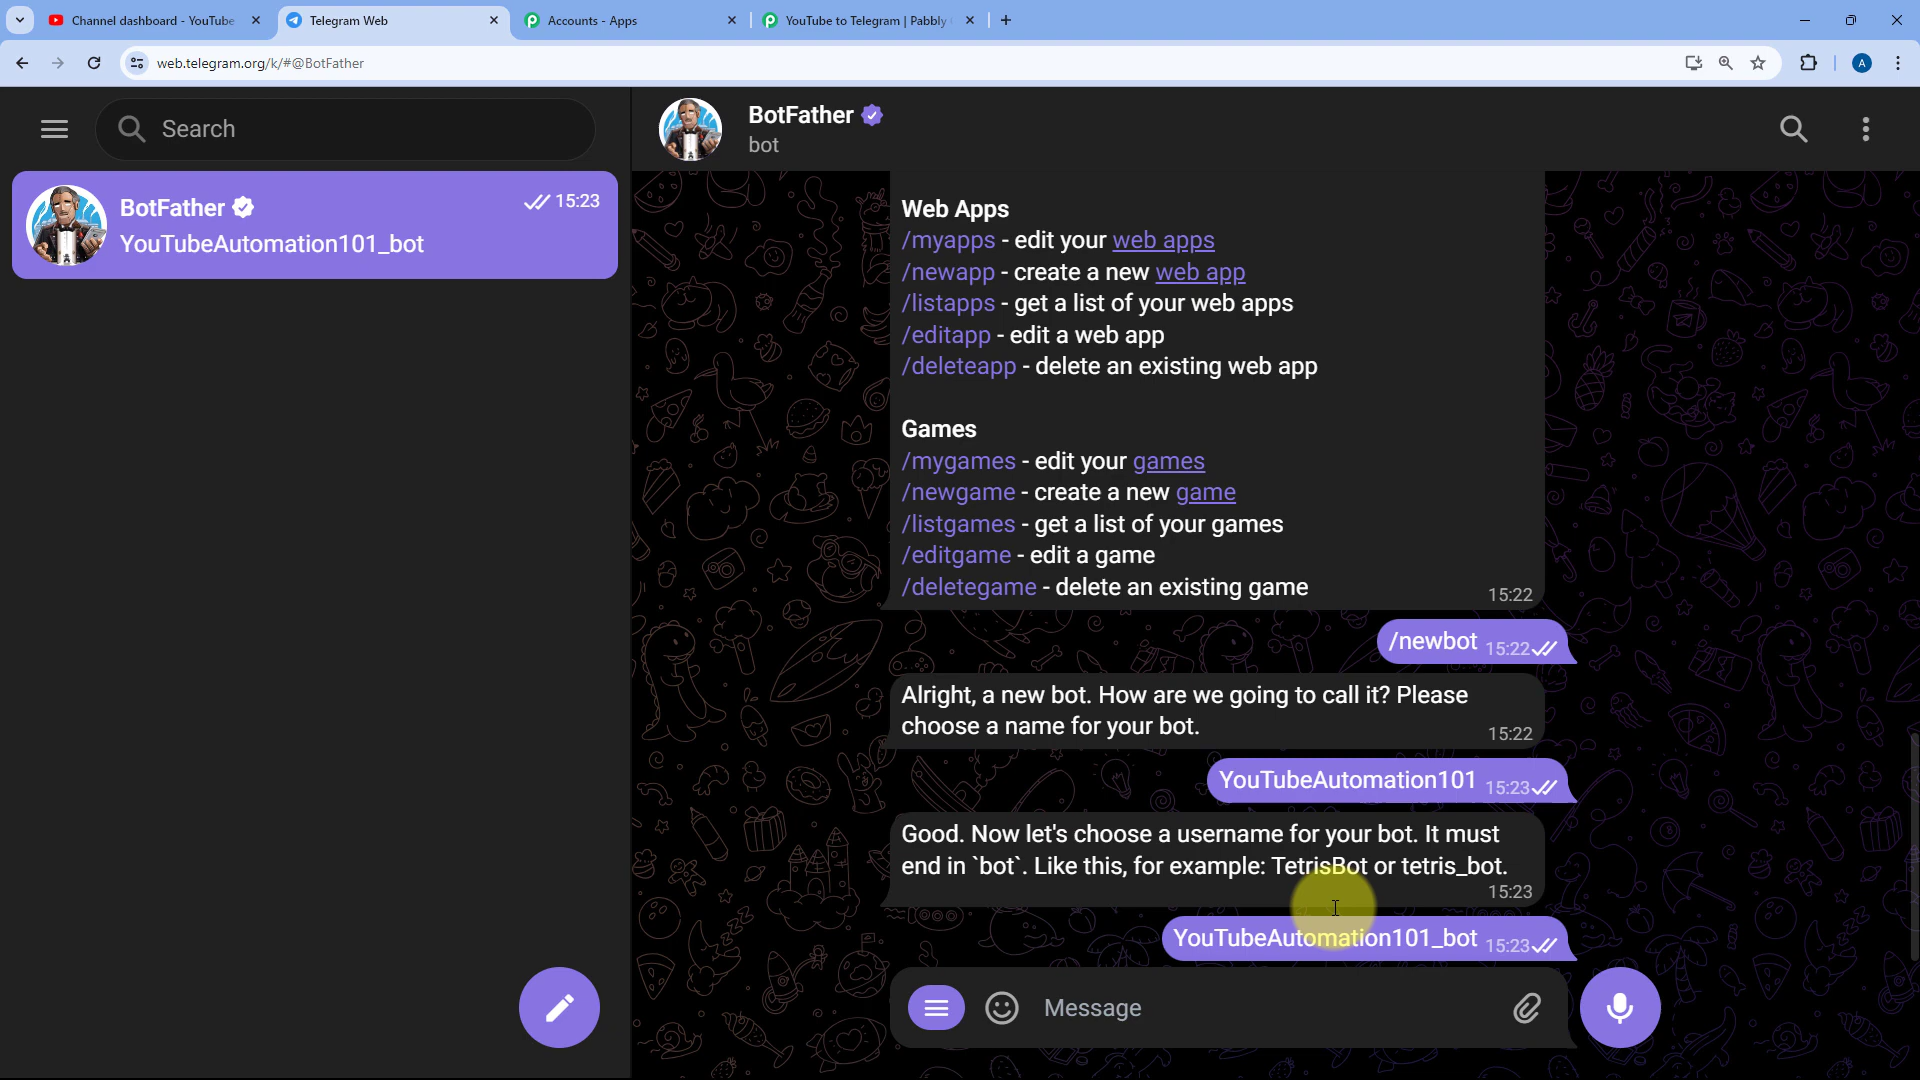 Channel dashboard - YouTube
Telegram Web
Accounts - Apps
YouTube to Telegram | Pabbly
web.telegram.org/k/#@BotFather
A
Search
BotFather
15:23
YouTubeAutomation101_bot
BotFather
bot
Web Apps
/myapps - edit your web apps
/newapp - create a new web app
/listapps - get a list of your web apps
/editapp - edit a web app
/deleteapp - delete an existing web app
Games
/mygames - edit your games
/newgame - create a new game
/listgames - get a list of your games
/editgame - edit a game
/deletegame - delete an existing game
15:22
/newbot 15:22
Alright, a new bot. How are we going to call it? Please
choose a name for your bot.
15:22
YouTubeAutomation101 15:23
Good. Now let's choose a username for your bot. It must
end in `bot`. Like this, for example: TetrisBot or tetris_bot.
15:23
YouTubeAutomation101_bot 15:23
Message